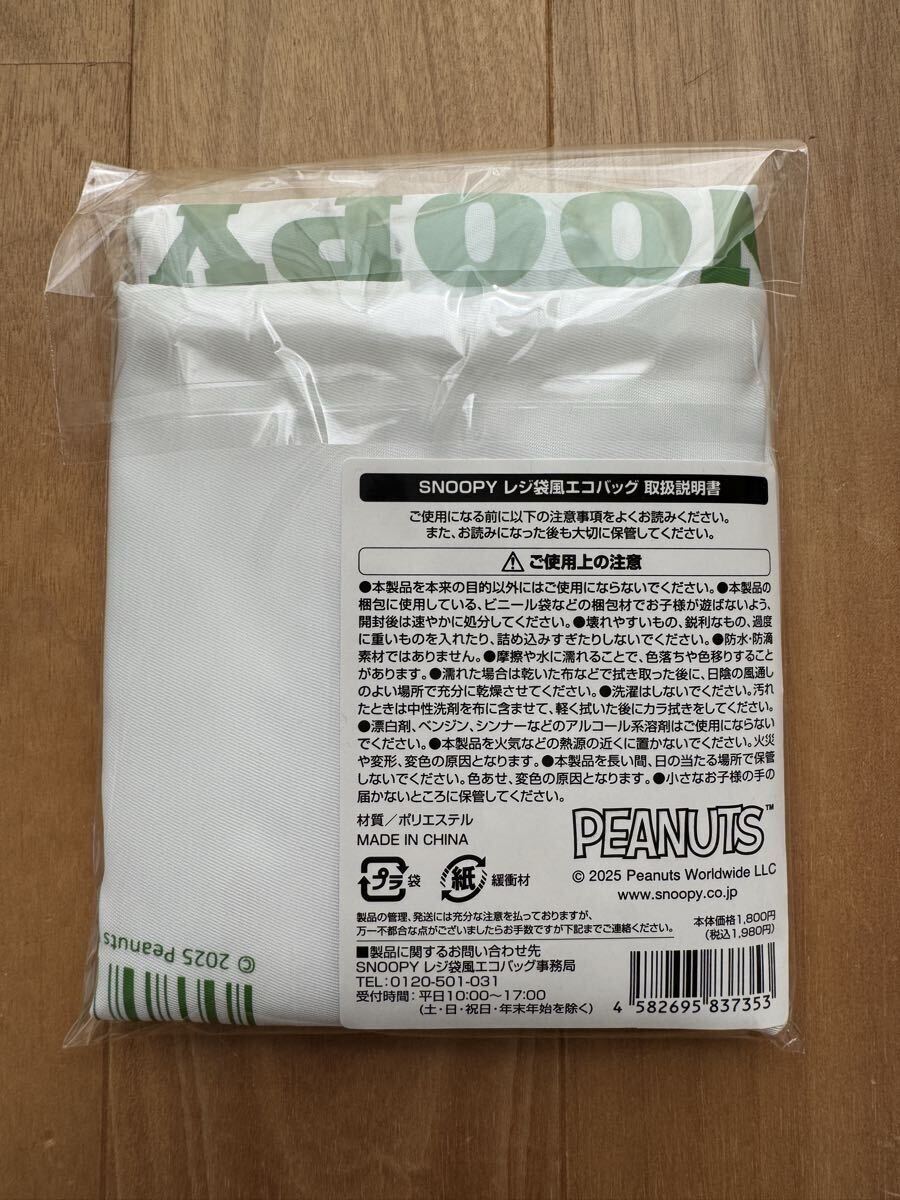 OOPY
SNOOPY レジ袋風エコバッグ 取扱説明書
ご使用になる前に以下の注意事項をよくお読みください。
また、お読みになった後も大切に保管してください。
⚠ ご使用上の注意
●本製品を本来の目的以外にはご使用にならないでください。●本製品の
梱包に使用している、ビニール袋などの梱包材でお子様が遊ばないよう、
開封後は速やかに処分してください。●壊れやすいもの、鋭利なもの、過度
に重いものを入れたり、詰め込みすぎたりしないでください。●防水・防滴
素材ではありません。●摩擦や水に濡れることで、色落ちや色移りすること
があります。●濡れた場合は乾いた布などで拭き取った後に、日陰の風通し
のよい場所で充分に乾燥させてください。●洗濯はしないでください。汚れ
たときは中性洗剤を布に含ませて、軽く拭いた後にカラ拭きをしてください。
●漂白剤、ベンジン、シンナーなどのアルコール系溶剤はご使用にならない
でください。●本製品を火気などの熱源の近くに置かないでください。火災
や変形、変色の原因となります。●本製品を長い間、日の当たる場所で保管
しないでください。色あせ、変色の原因となります。●小さなお子様の手の
届かないところに保管してください。
材質/ポリエステル
MADE IN CHINA
PEANUTS™
© 2025 Peanuts Worldwide LLC
www.snoopy.co.jp
プラ 袋
紙 緩衝材
製品の管理、発送には充分な注意を払っておりますが、
万一不都合な点がございましたらお手数ですが下記までご連絡ください。
本体価格1,800円
(税込1,980円)
■製品に関するお問い合わせ先
SNOOPY レジ袋風エコバッグ事務局
TEL:0120-501-031
受付時間:平日10:00〜17:00
(土・日・祝日・年末年始を除く)
4 582695 837353
© 2025 Peanuts